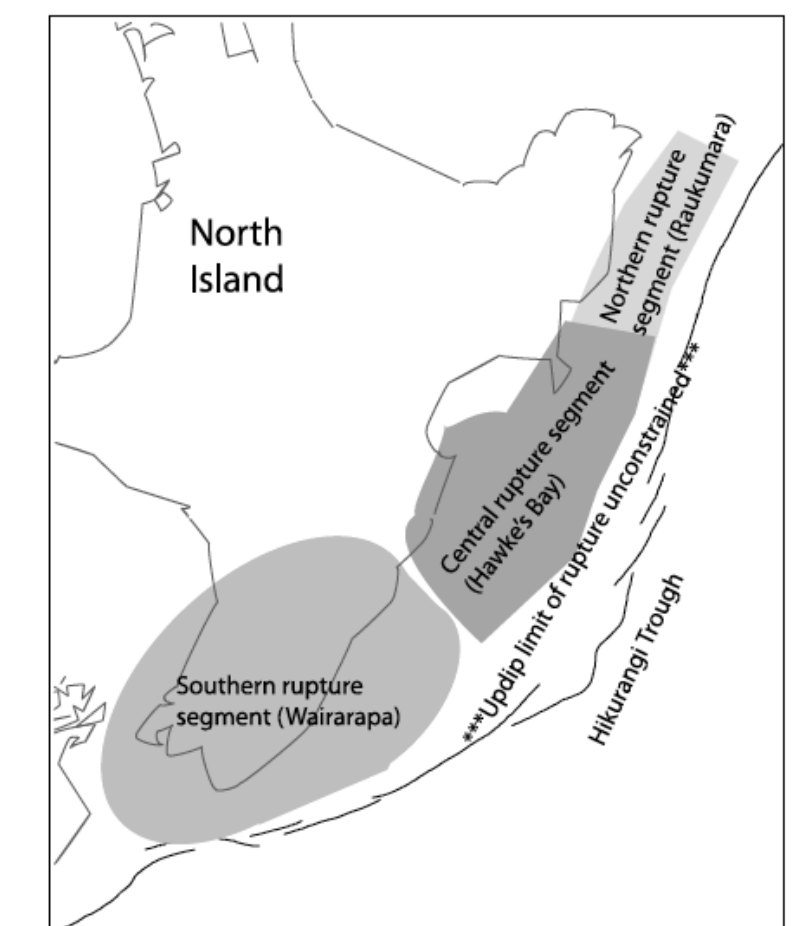 North
Island
Northern rupture
segment (Raukumara)
Central rupture segment
(Hawke's Bay)
***Updip limit of rupture unconstrained***
Hikurangi Trough
Southern rupture
segment (Wairarapa)